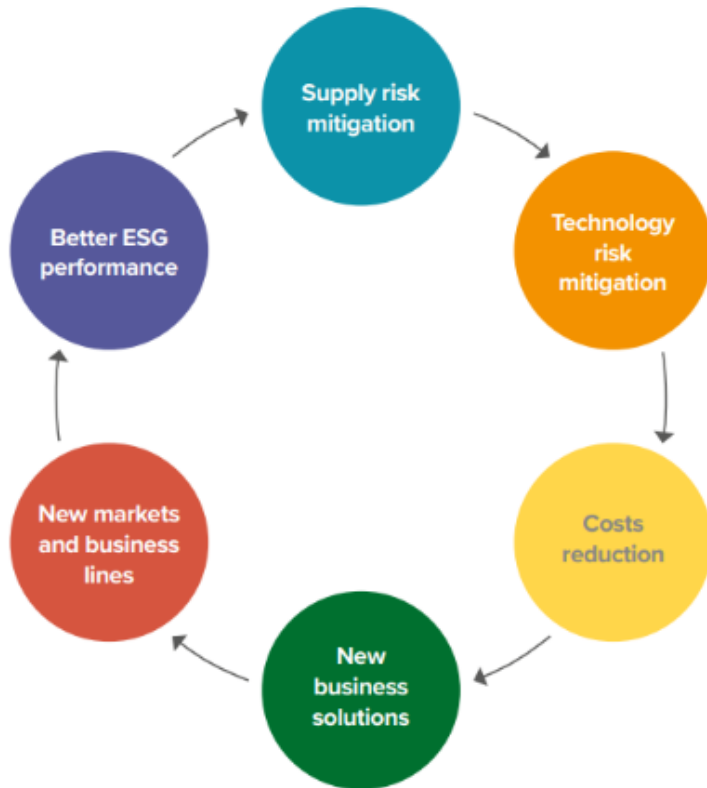 Supply risk
mitigation
Technology
risk
mitigation
Costs
reduction
New
business
solutions
New markets
and business
lines
Better ESG
performance